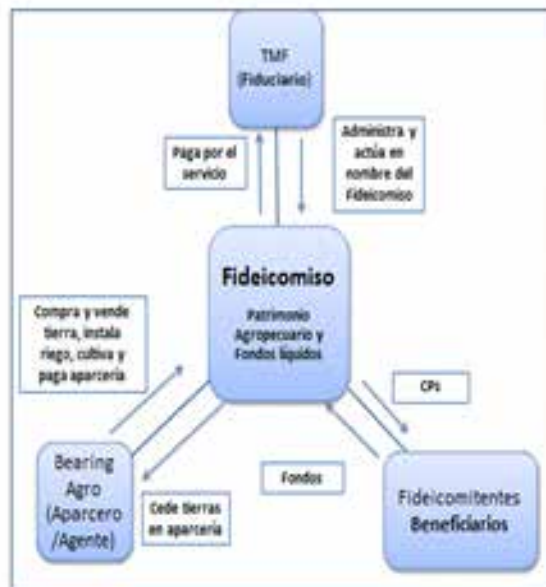 TMF
(Fiduciario)
Paga por el
servicio
Administra y
actúa en
nombre del
Fideicomiso
Fideicomiso
Patrimonio
Agropecuario y
Fondos líquidos
Compra y vende
tierra, instala
riego, cultiva y
paga aparcería
CPs
Bearing
Agro
(Aparcero
/Agente)
Cede tierras
en aparcería
Fondos
Fideicomitentes
Beneficiarios